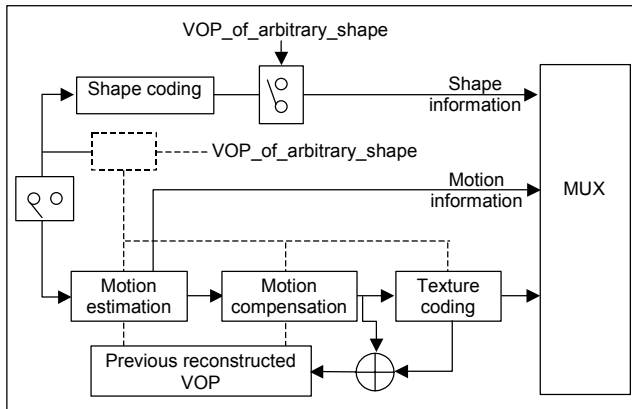 VOP_of_arbitrary_shape
Shape coding
Shape
information
VOP_of_arbitrary_shape
Motion
information
MUX
Motion
estimation
Motion
compensation
Texture
coding
Previous reconstructed
VOP